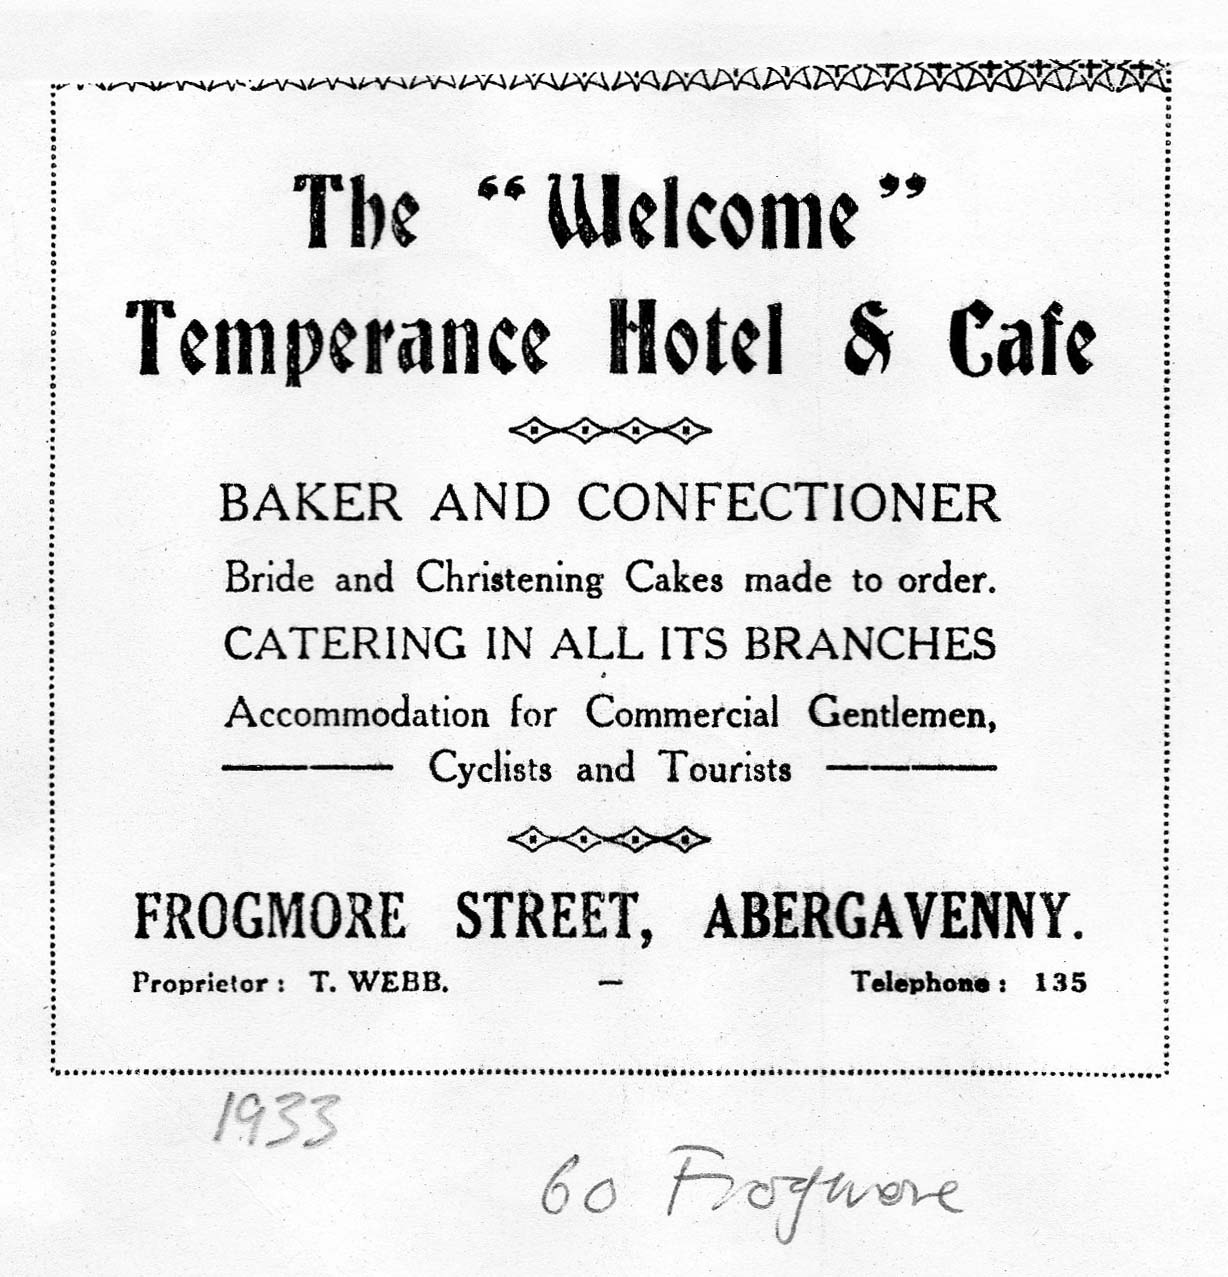 The “Welcome”
Temperance Hotel & Cafe
BAKER AND CONFECTIONER
Bride and Christening Cakes made to order.
CATERING IN ALL ITS BRANCHES
Accommodation for Commercial Gentlemen,
Cyclists and Tourists
FROGMORE STREET, ABERGAVENNY.
Proprietor : T. WEBB. – Telephone : 135
1933
60 Frogmore